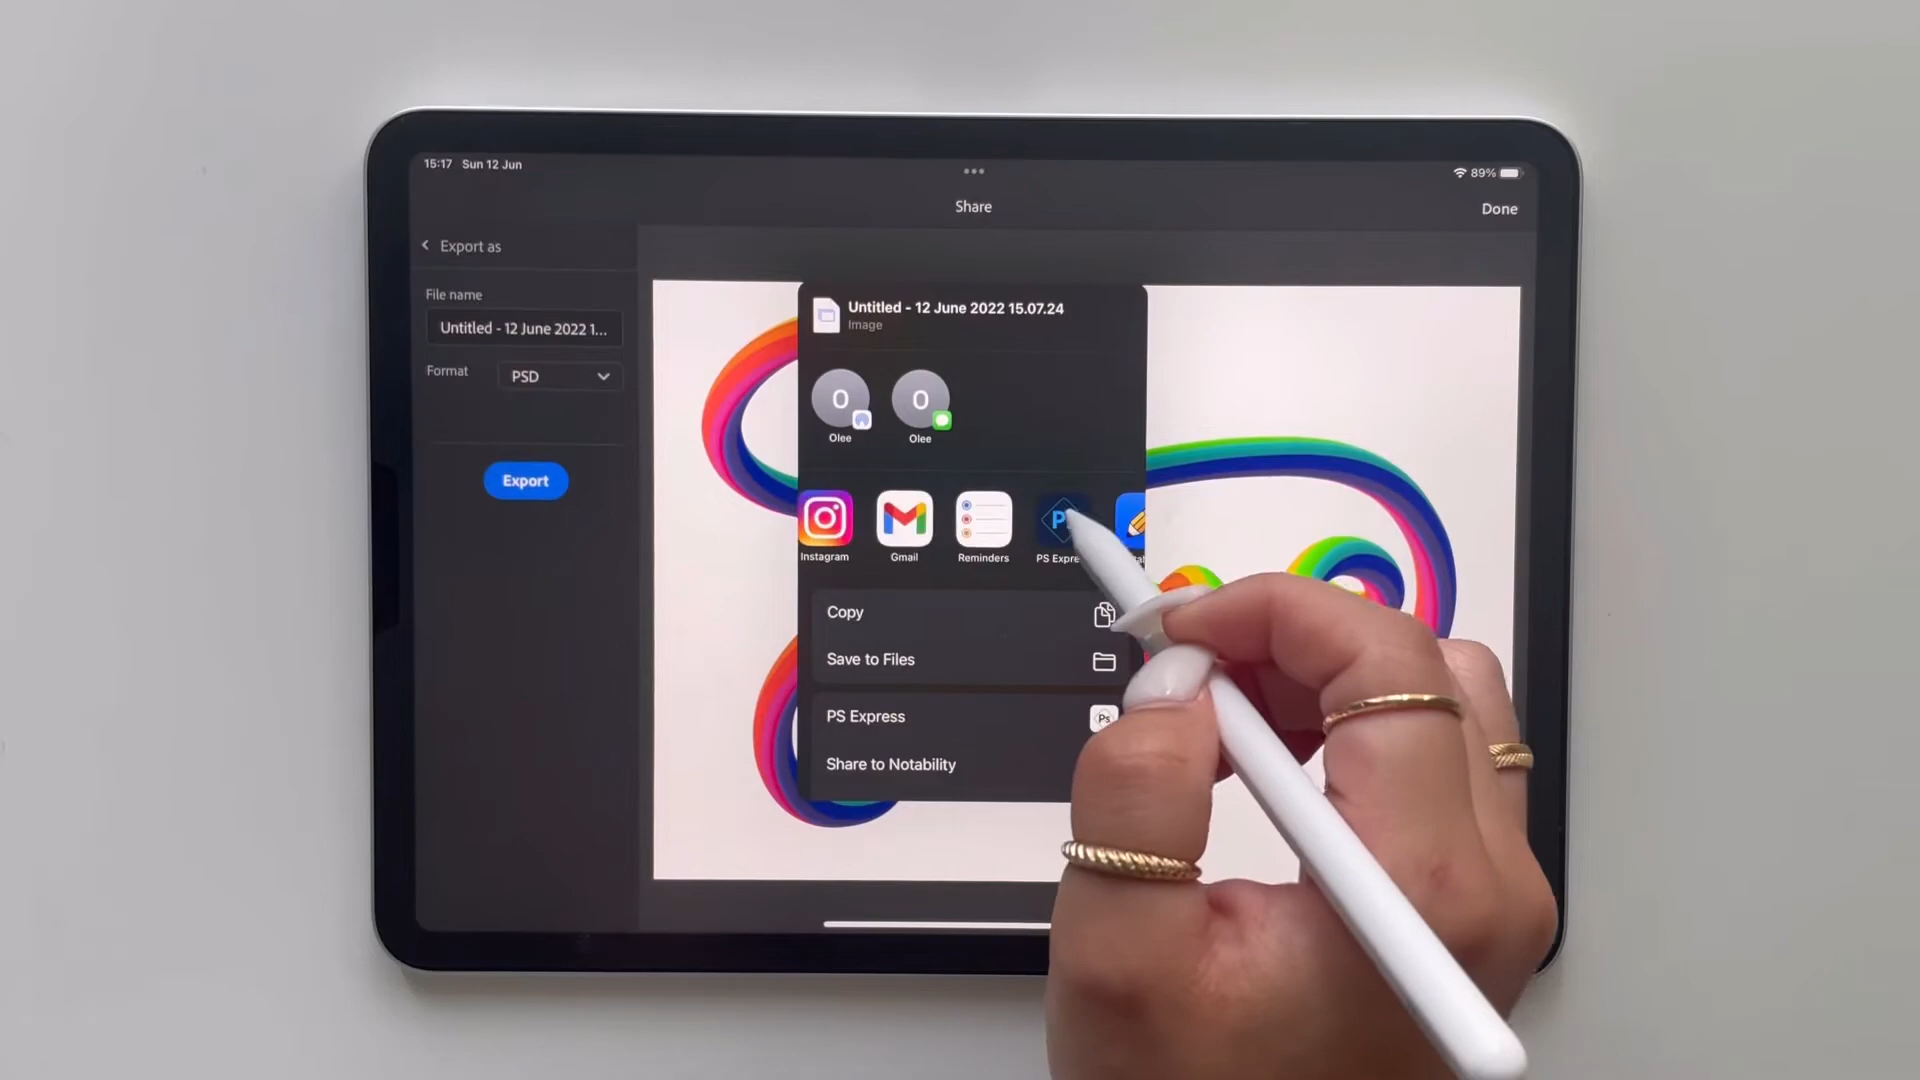 15:17 Sun 12 Jun
89%
Share
Done
Export as
File name
Untitled - 12 June 2022 1...
Format
PSD
Export
Untitled - 12 June 2022 15.07.24
Image
O
O
Olee
Olee
Instagram
Gmail
Reminders
PS Expre
Copy
Save to Files
PS Express
Ps
Share to Notability